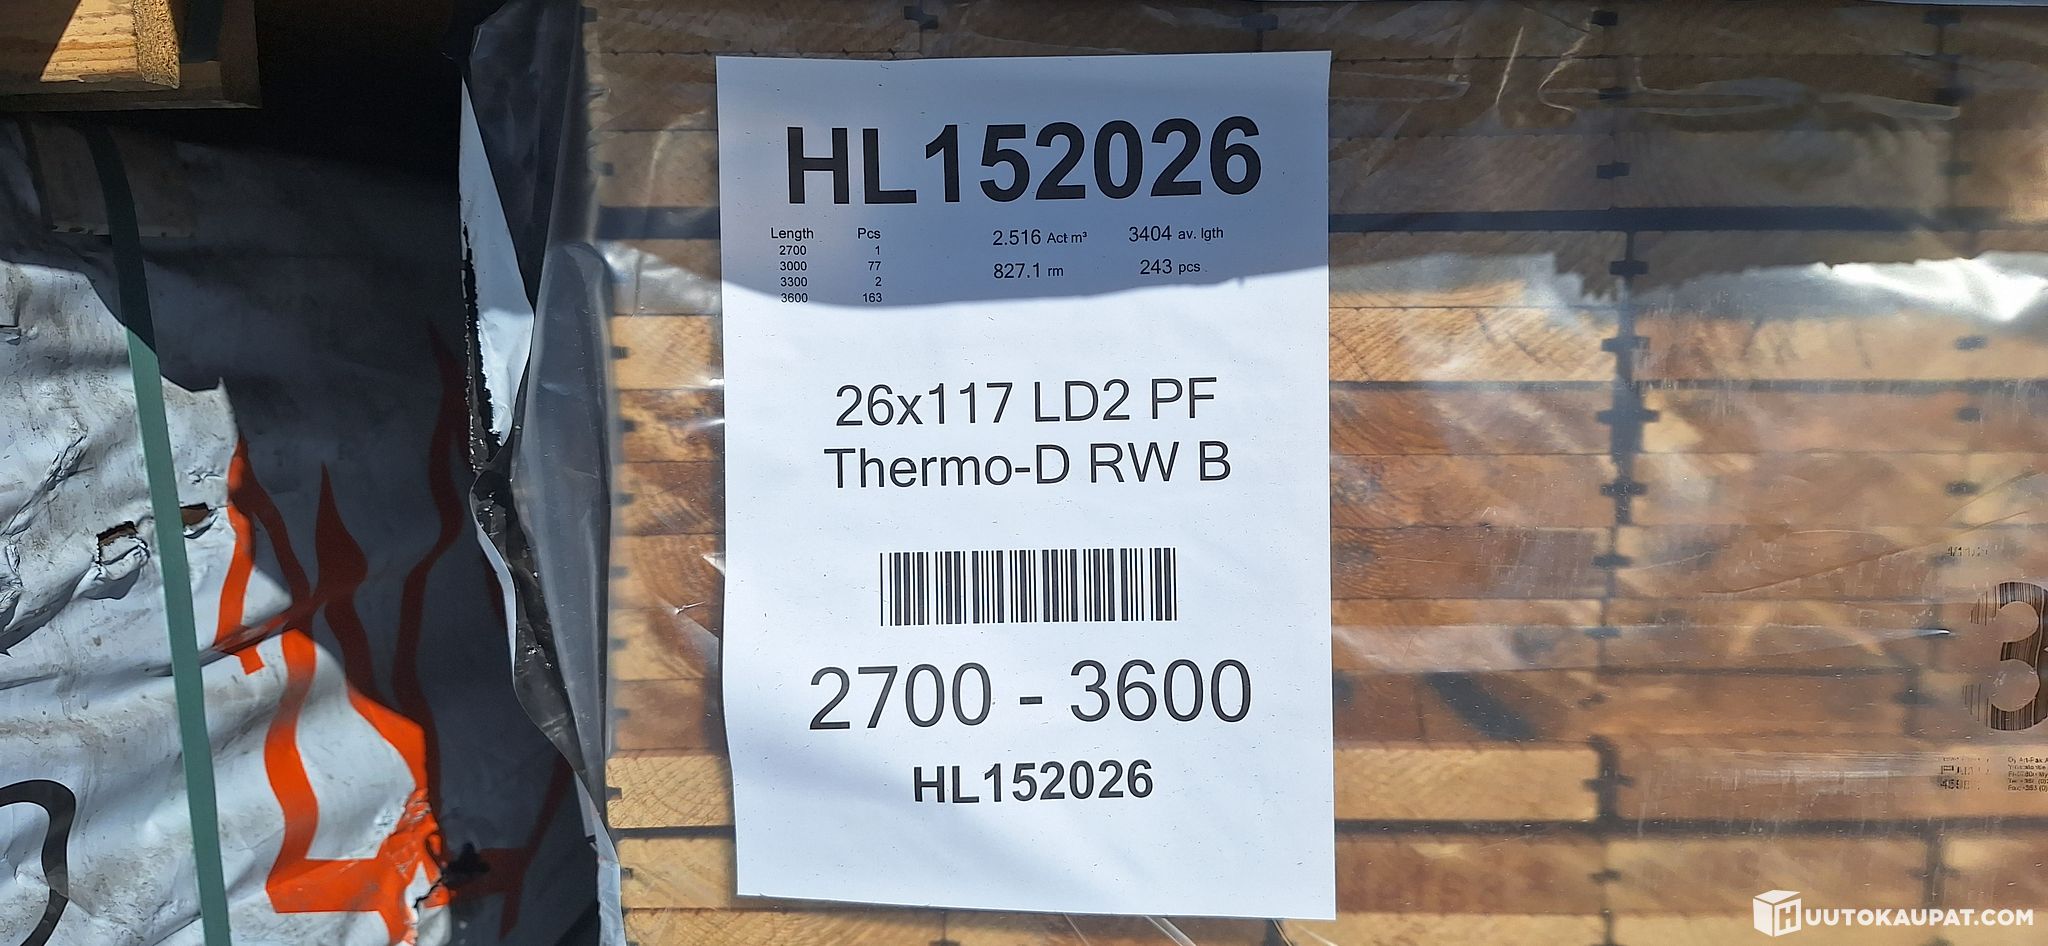 HL152026
Length Pcs
2700 1
3000 77
3300 2
3600 163
2.516 Act m³ 3404 av. lgth
827.1 rm 243 pcs
26x117 LD2 PF
Thermo-D RW B
2700 - 3600
HL152026
3
HUUTOKAUPAT.COM